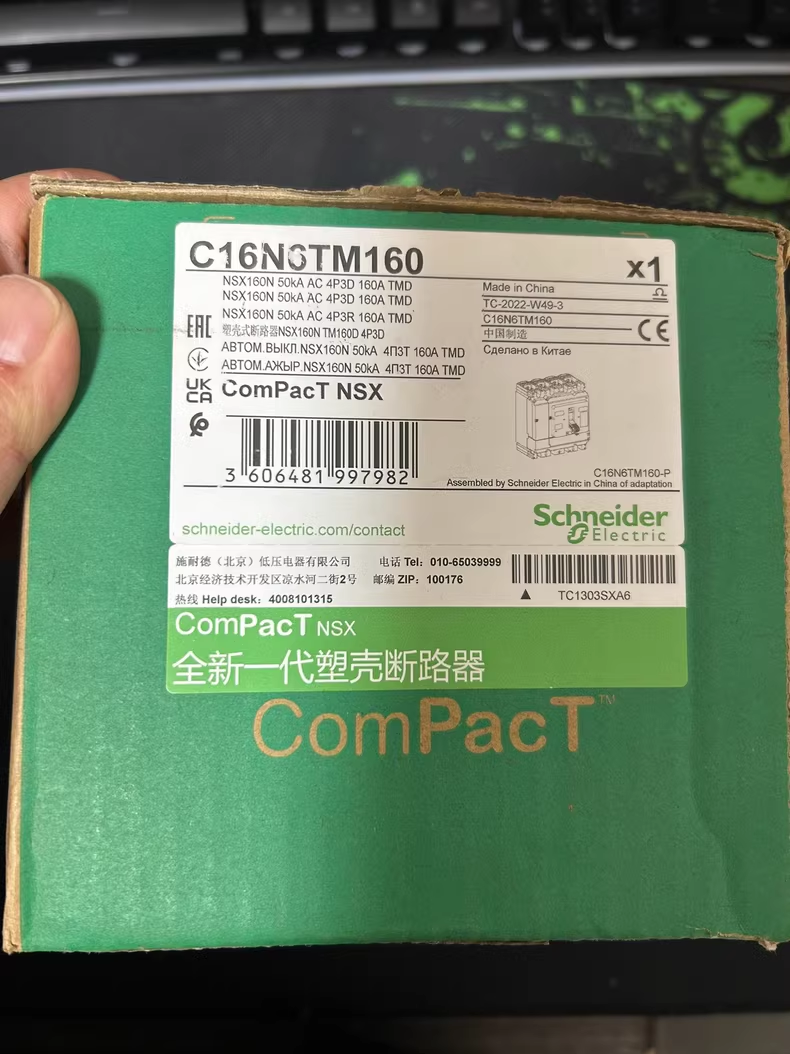 C16N6TM160
x1
NSX160N 50kA AC 4P3D 160A TMD
NSX160N 50kA AC 4P3D 160A TMD
NSX160N 50kA AC 4P3R 160A TMD
塑壳式断路器NSX160N TM160D 4P3D
АВТОМ.ВЫКЛ.NSX160N 50kA 4П3Т 160A TMD
АВТОМ.АЖЫР.NSX160N 50kA 4П3Т 160A TMD
ComPacT NSX
Made in China
TC-2022-W49-3
C16N6TM160
中国制造
Сделано в Китае
EAC
CE
UK
CA
3 606481 997982
C16N6TM160-P
Assembled by Schneider Electric in China of adaptation
schneider-electric.com/contact
Schneider
Electric
施耐德（北京）低压电器有限公司 电话 Tel：010-65039999
北京经济技术开发区凉水河二街2号 邮编 ZIP：100176
热线 Help desk：4008101315
▲ TC1303SXA6
ComPacT NSX
全新一代塑壳断路器
ComPacT™